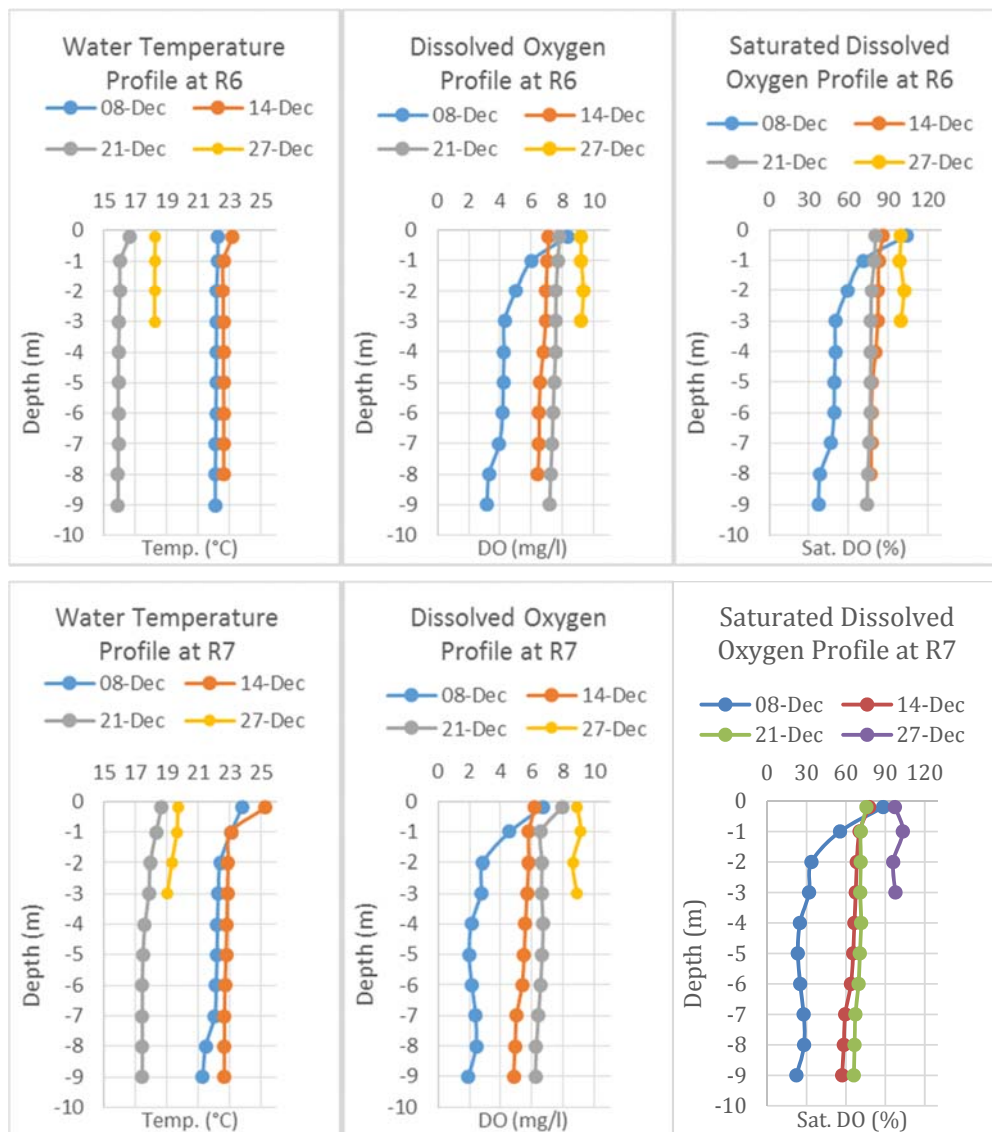 Water Temperature
Profile at R6
08-Dec 14-Dec
21-Dec 27-Dec
15 17 19 21 23 25
0
-1
-2
-3
-4
-5
-6
-7
-8
-9
-10
Depth (m)
Temp. (°C)
Dissolved Oxygen
Profile at R6
08-Dec 14-Dec
21-Dec 27-Dec
0 2 4 6 8 10
0
-1
-2
-3
-4
-5
-6
-7
-8
-9
-10
Depth (m)
DO (mg/l)
Saturated Dissolved
Oxygen Profile at R6
08-Dec 14-Dec
21-Dec 27-Dec
0 30 60 90 120
0
-1
-2
-3
-4
-5
-6
-7
-8
-9
-10
Depth (m)
Sat. DO (%)
Water Temperature
Profile at R7
08-Dec 14-Dec
21-Dec 27-Dec
15 17 19 21 23 25
0
-1
-2
-3
-4
-5
-6
-7
-8
-9
-10
Depth (m)
Temp. (°C)
Dissolved Oxygen
Profile at R7
08-Dec 14-Dec
21-Dec 27-Dec
0 2 4 6 8 10
0
-1
-2
-3
-4
-5
-6
-7
-8
-9
-10
Depth (m)
DO (mg/l)
Saturated Dissolved
Oxygen Profile at R7
08-Dec 14-Dec
21-Dec 27-Dec
0 30 60 90 120
0
-1
-2
-3
-4
-5
-6
-7
-8
-9
-10
Depth (m)
Sat. DO (%)